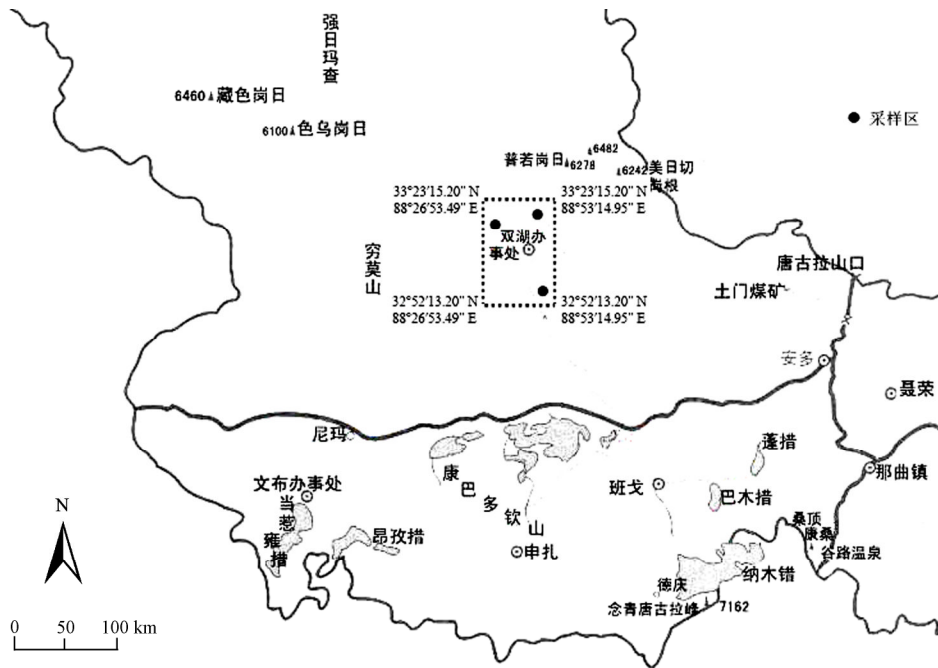 强日玛查
6460 藏色岗日
6100 色乌岗日
采样区
6482
普若岗日
6278
6242 美日切
岗根
33°23′15.20″ N
88°26′53.49″ E
33°23′15.20″ N
88°53′14.95″ E
双湖办
事处
穷莫山
唐古拉山口
土门煤矿
32°52′13.20″ N
88°26′53.49″ E
32°52′13.20″ N
88°53′14.95″ E
安多
聂荣
尼玛
蓬措
康巴多钦山
那曲镇
文布办事处
班戈
巴木措
当惹雍措
昂孜措
申扎
桑顶
康桑
谷路温泉
纳木错
德庆
念青唐古拉峰
7162
N
0 50 100 km